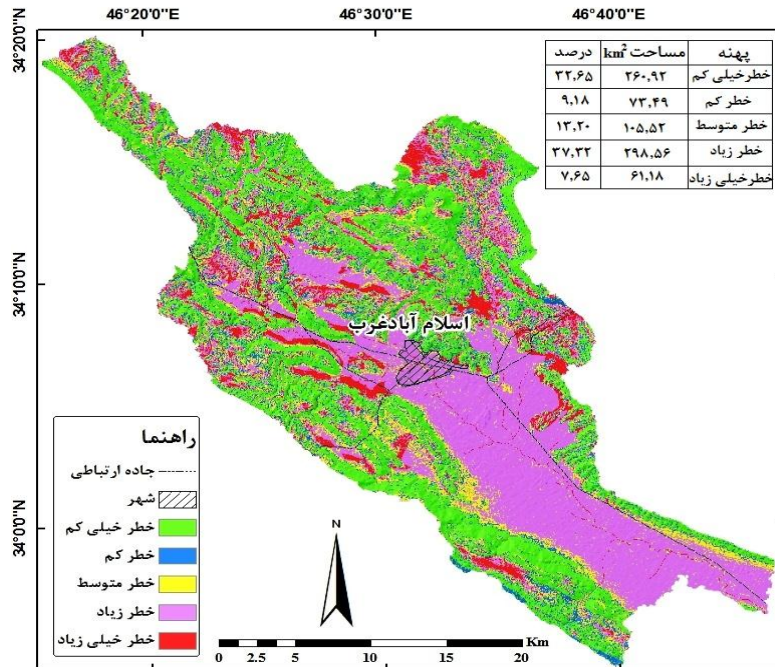 46°20'0"N 46°30'0"N 46°40'0"N
34°20'0"N
34°10'0"N
34°0'0"N
پهنه مساحت km² درصد
خطرخیلی کم ۲۶۰٫۹۲ ۳۲٫۶۵
خطر کم ۷۳٫۴۹ ۹٫۱۸
خطر متوسط ۱۰۵٫۵۲ ۱۳٫۲۰
خطر زیاد ۲۹۸٫۵۶ ۳۷٫۳۲
خطرخیلی زیاد ۶۱٫۱۸ ۷٫۶۵
اسلام آبادغرب
راهنما
جاده ارتباطی
شهر
خطر خیلی کم
خطر کم
خطر متوسط
خطر زیاد
خطر خیلی زیاد
N
Km
0 2.5 5 10 15 20